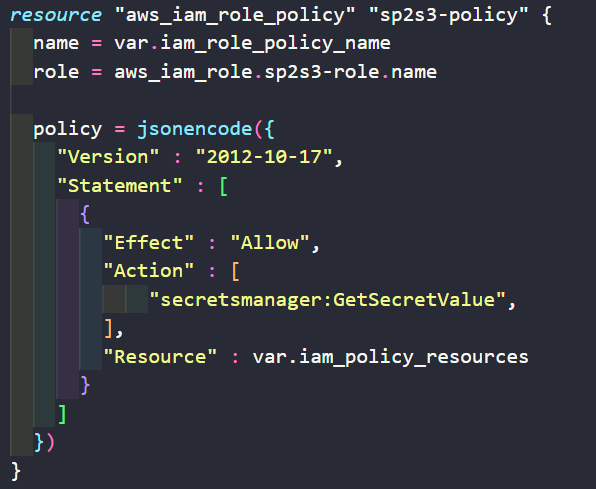 resource "aws_iam_role_policy" "sp2s3-policy" {
  name = var.iam_role_policy_name
  role = aws_iam_role.sp2s3-role.name

  policy = jsonencode({
    "Version" : "2012-10-17",
    "Statement" : [
      {
        "Effect" : "Allow",
        "Action" : [
            "secretsmanager:GetSecretValue",
        ],
        "Resource" : var.iam_policy_resources
      }
    ]
  })
}